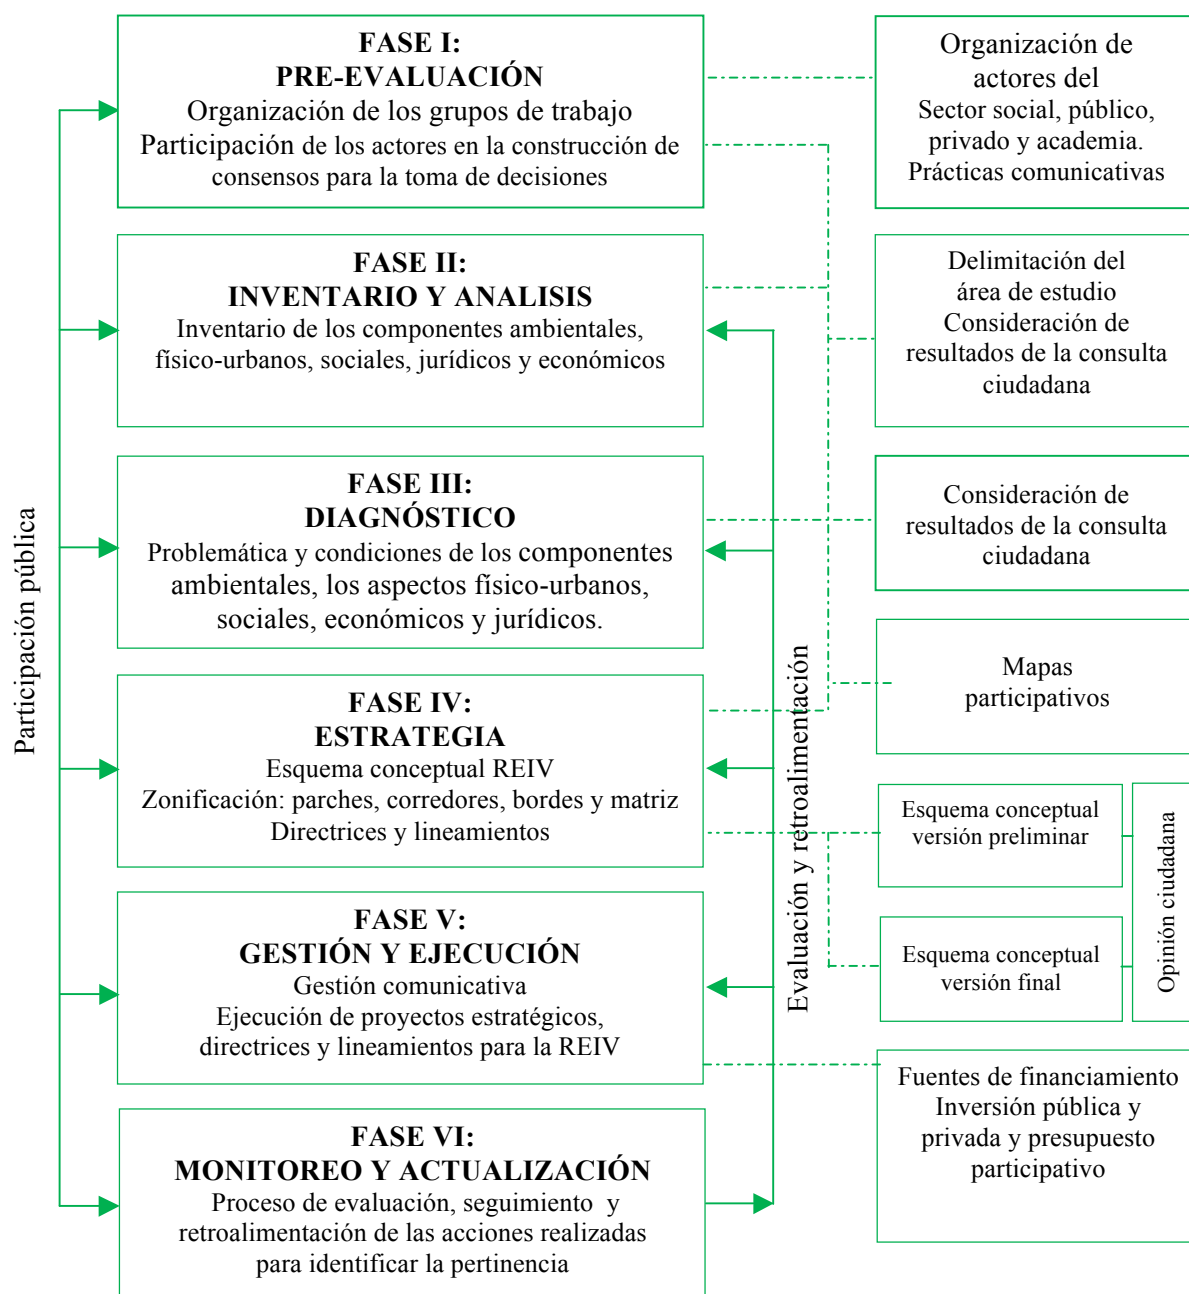 Participación pública
FASE I:
PRE-EVALUACIÓN
Organización de los grupos de trabajo
Participación de los actores en la construcción de
consensos para la toma de decisiones
FASE II:
INVENTARIO Y ANALISIS
Inventario de los componentes ambientales,
físico-urbanos, sociales, jurídicos y económicos
FASE III:
DIAGNÓSTICO
Problemática y condiciones de los componentes
ambientales, los aspectos físico-urbanos,
sociales, económicos y jurídicos.
FASE IV:
ESTRATEGIA
Esquema conceptual REIV
Zonificación: parches, corredores, bordes y matriz
Directrices y lineamientos
FASE V:
GESTIÓN Y EJECUCIÓN
Gestión comunicativa
Ejecución de proyectos estratégicos,
directrices y lineamientos para la REIV
FASE VI:
MONITOREO Y ACTUALIZACIÓN
Proceso de evaluación, seguimiento y
retroalimentación de las acciones realizadas
para identificar la pertinencia
Evaluación y retroalimentación
Organización de
actores del
Sector social, público,
privado y academia.
Prácticas comunicativas
Delimitación del
área de estudio
Consideración de
resultados de la consulta
ciudadana
Consideración de
resultados de la consulta
ciudadana
Mapas
participativos
Esquema conceptual
versión preliminar
Esquema conceptual
versión final
Opinión ciudadana
Fuentes de financiamiento
Inversión pública y
privada y presupuesto
participativo